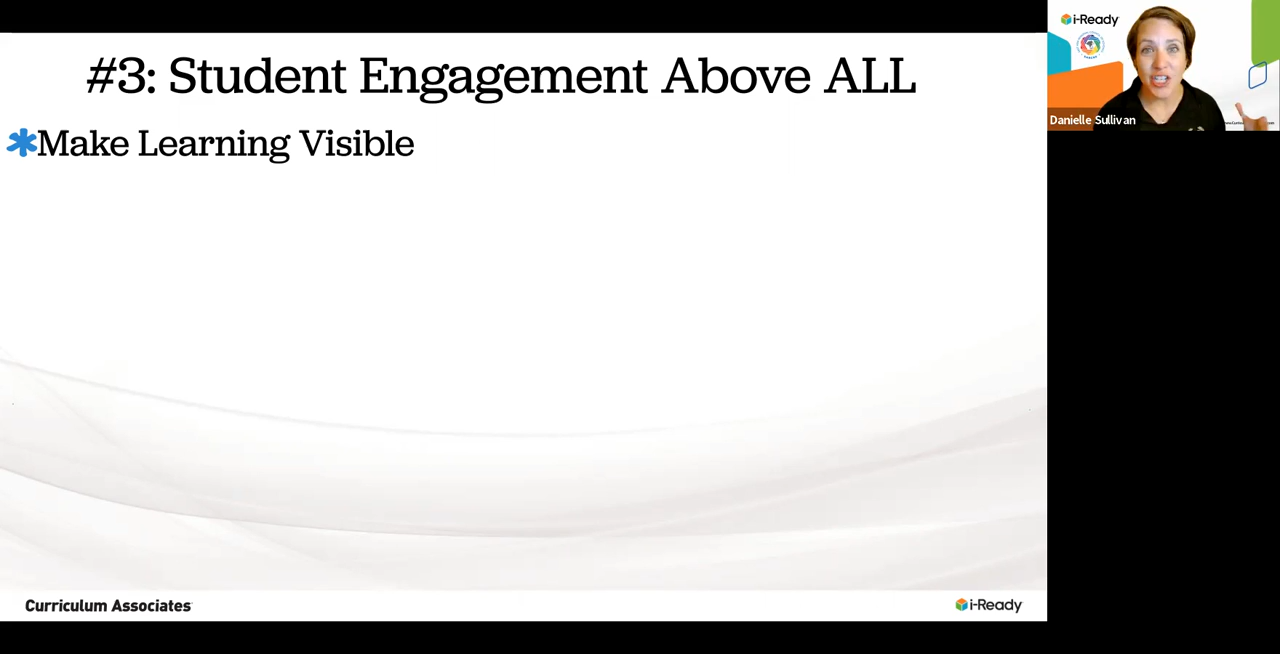 #3: Student Engagement Above ALL
✱Make Learning Visible
i-Ready
Danielle Sullivan
Curriculum Associates
i-Ready